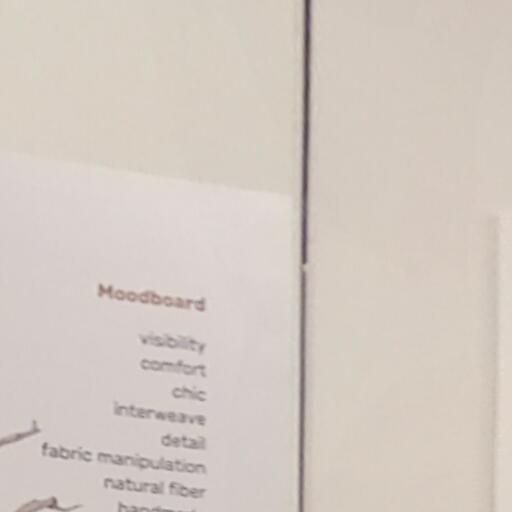 Moodboard
visibility
comfort
chic
interweave
detail
fabric manipulation
natural fiber